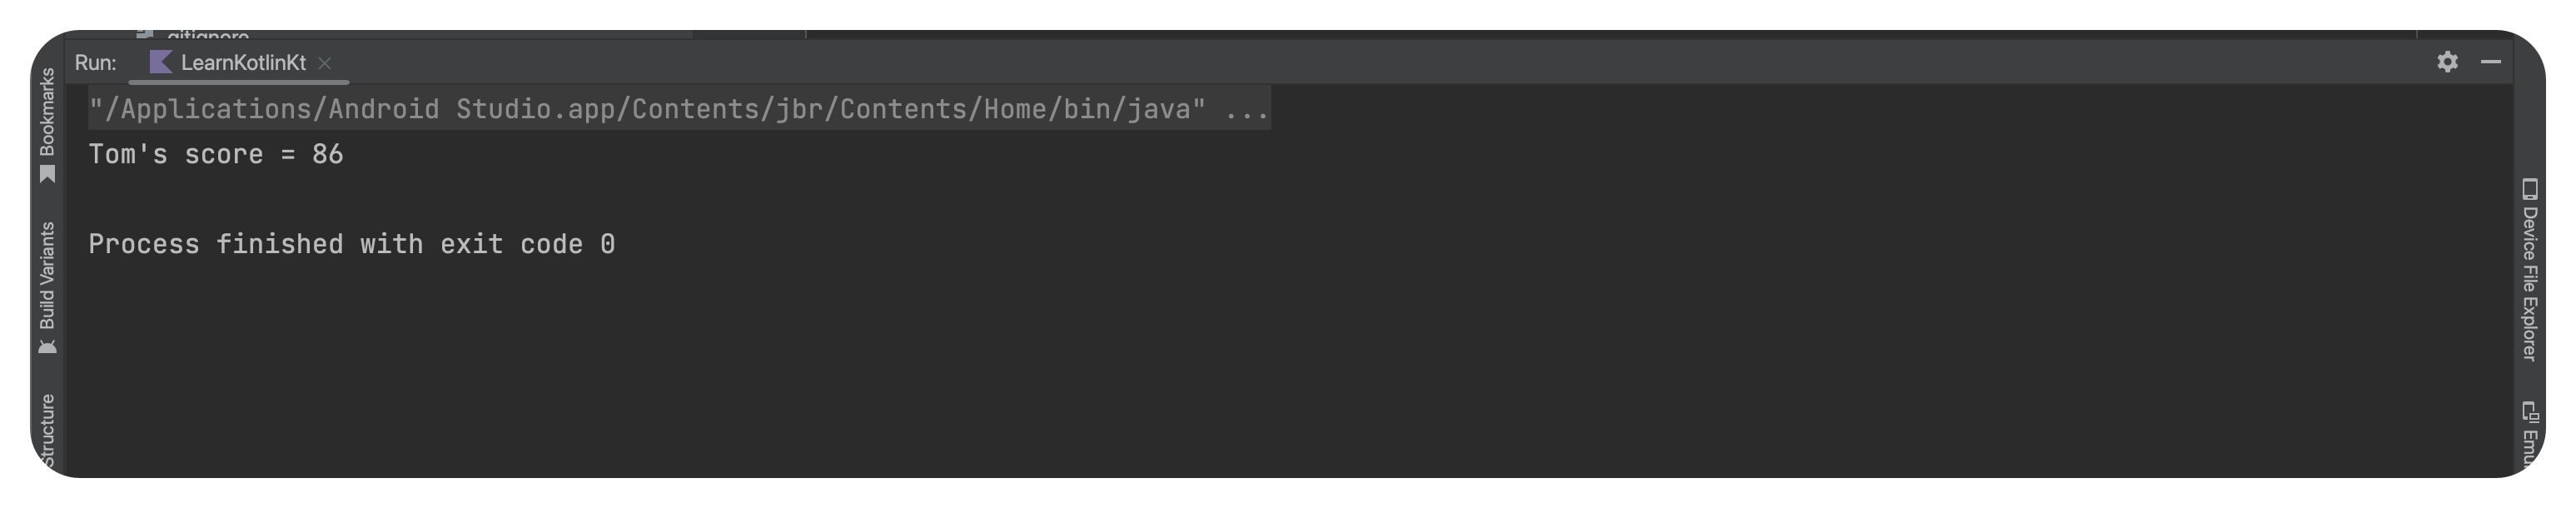 .gitignore
Run: LearnKotlinKt
"/Applications/Android Studio.app/Contents/jbr/Contents/Home/bin/java" ...
Tom's score = 86
Process finished with exit code 0
Bookmarks
Build Variants
Structure
Device File Explorer